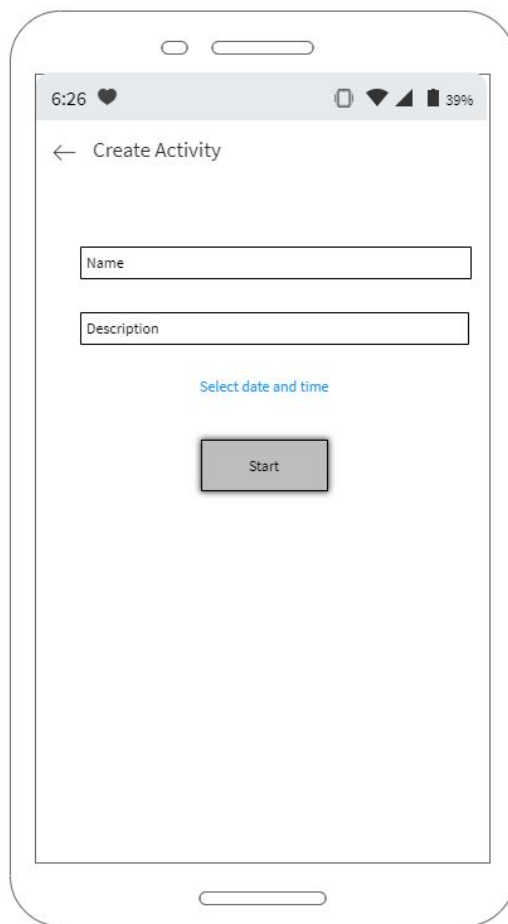 6:26 39%
Create Activity
Name
Description
Select date and time
Start